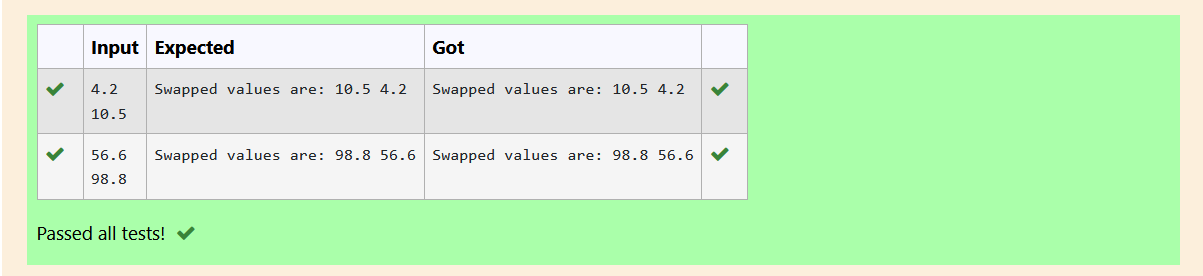 Input Expected Got
4.2 Swapped values are: 10.5 4.2 Swapped values are: 10.5 4.2
10.5
56.6 Swapped values are: 98.8 56.6 Swapped values are: 98.8 56.6
98.8
Passed all tests!